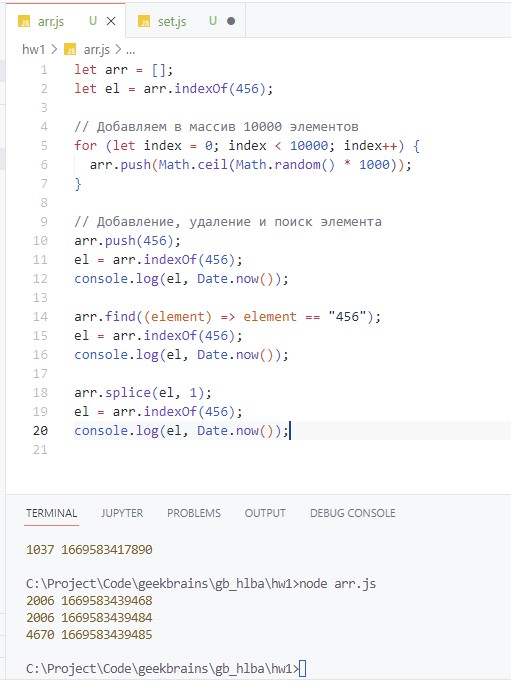 JS arr.js U × JS set.js U ●
hw1 > JS arr.js > ...
1 let arr = [];
2 let el = arr.indexOf(456);
3
4 // Добавляем в массив 10000 элементов
5 for (let index = 0; index < 10000; index++) {
6 arr.push(Math.ceil(Math.random() * 1000));
7 }
8
9 // Добавление, удаление и поиск элемента
10 arr.push(456);
11 el = arr.indexOf(456);
12 console.log(el, Date.now());
13
14 arr.find((element) => element == "456");
15 el = arr.indexOf(456);
16 console.log(el, Date.now());
17
18 arr.splice(el, 1);
19 el = arr.indexOf(456);
20 console.log(el, Date.now());
21
TERMINAL JUPYTER PROBLEMS OUTPUT DEBUG CONSOLE
1037 1669583417890
C:\Project\Code\geekbrains\gb_hlba\hw1>node arr.js
2006 1669583439468
2006 1669583439484
4670 1669583439485
C:\Project\Code\geekbrains\gb_hlba\hw1>